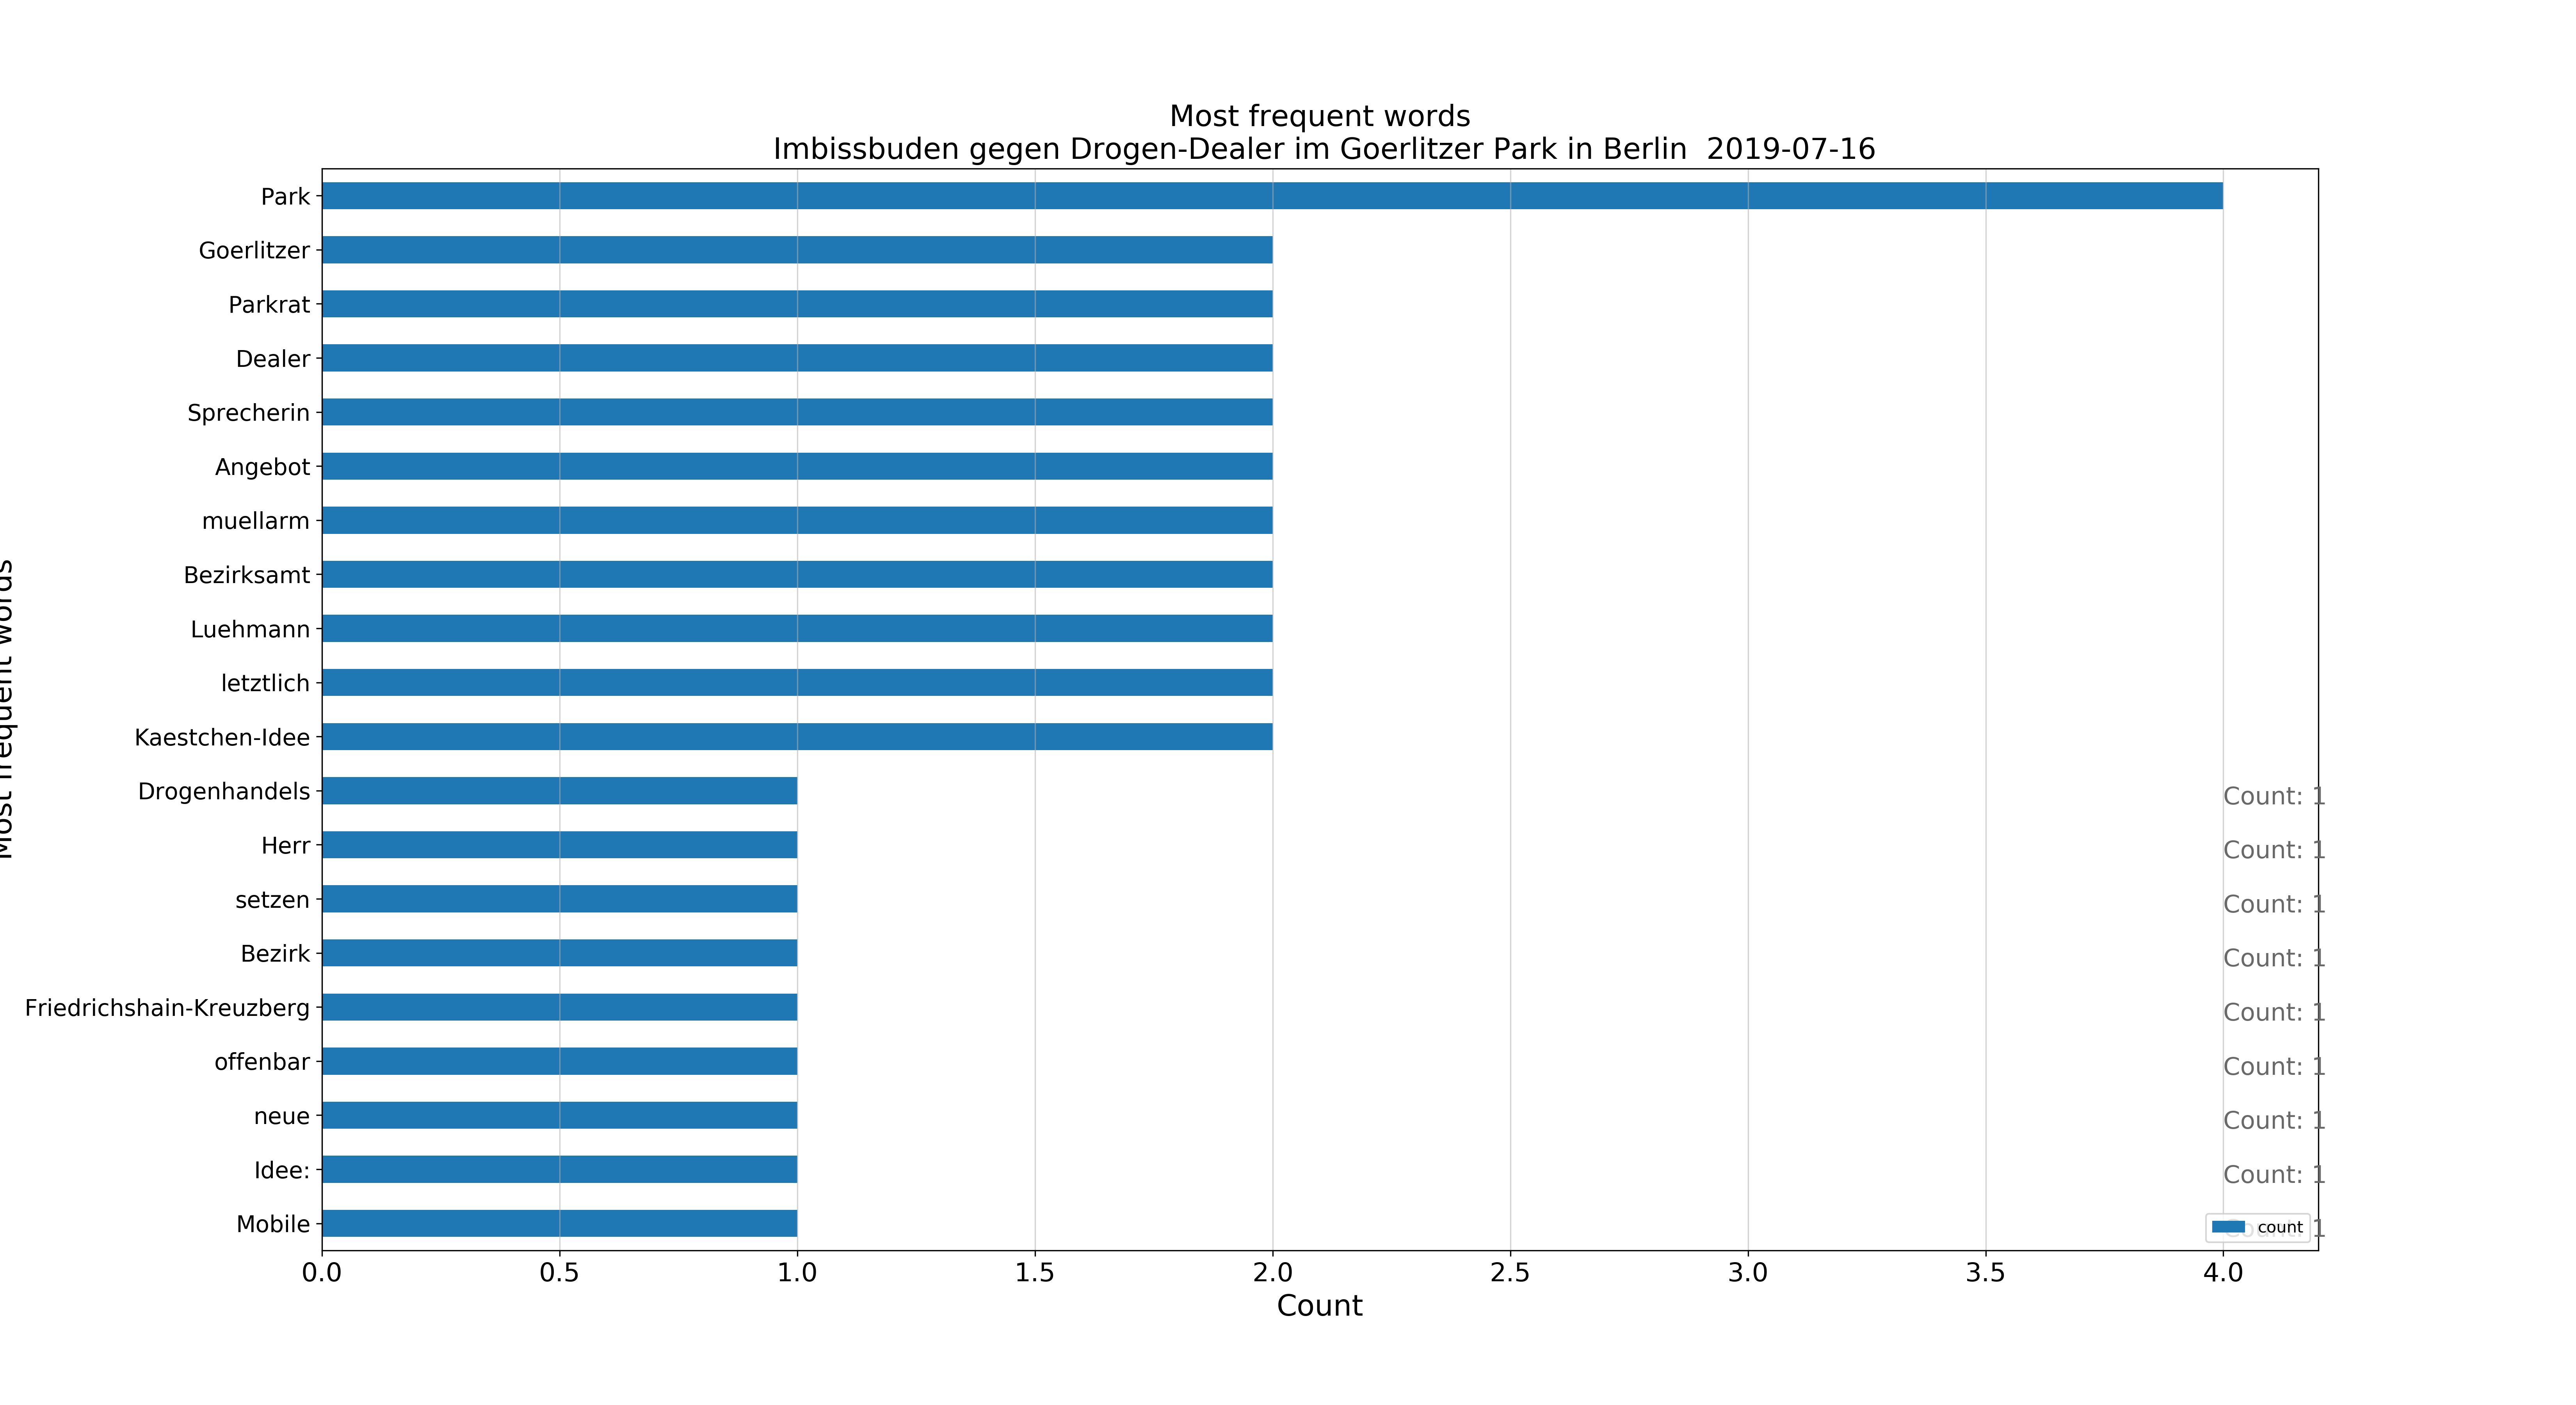 Most frequent words
Imbissbuden gegen Drogen-Dealer im Goerlitzer Park in Berlin  2019-07-16
Most frequent words
Park
Goerlitzer
Parkrat
Dealer
Sprecherin
Angebot
muellarm
Bezirksamt
Luehmann
letztlich
Kaestchen-Idee
Drogenhandels Count: 1
Herr Count: 1
setzen Count: 1
Bezirk Count: 1
Friedrichshain-Kreuzberg Count: 1
offenbar Count: 1
neue Count: 1
Idee: Count: 1
Mobile Count: 1
count
0.0 0.5 1.0 1.5 2.0 2.5 3.0 3.5 4.0
Count